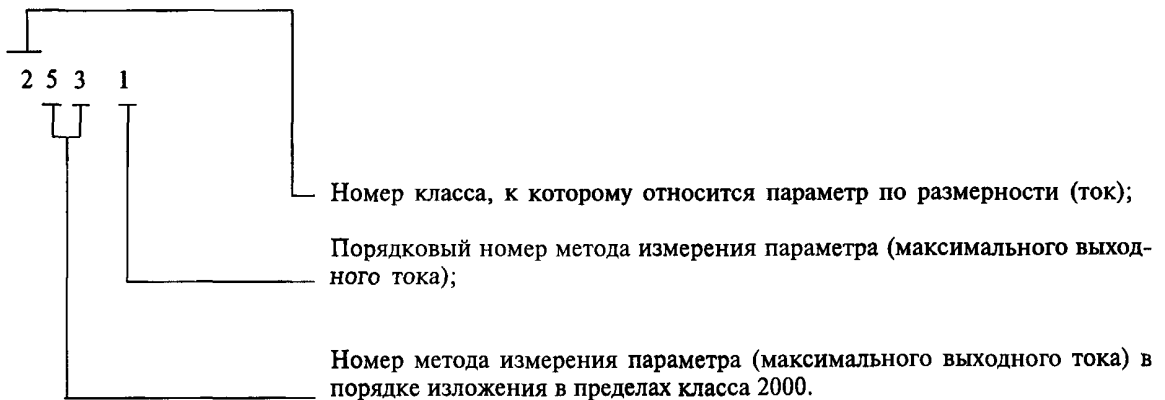 2 5 3 1
Номер класса, к которому относится параметр по размерности (ток);
Порядковый номер метода измерения параметра (максимального выход-
ного тока);
Номер метода измерения параметра (максимального выходного тока) в
порядке изложения в пределах класса 2000.